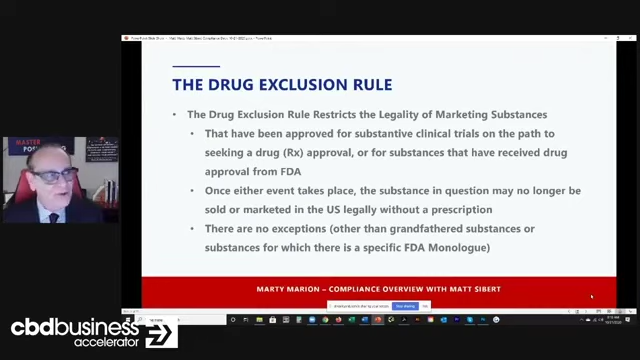 THE DRUG EXCLUSION RULE
• The Drug Exclusion Rule Restricts the Legality of Marketing Substances
• That have been approved for substantive clinical trials on the path to
seeking a drug (Rx) approval, or for substances that have received drug
approval from FDA
• Once either event takes place, the substance in question may no longer be
sold or marketed in the US legally without a prescription
• There are no exceptions (other than grandfathered substances or
substances for which there is a specific FDA Monologue)
MARTY MARION – COMPLIANCE OVERVIEW WITH MATT SIBERT
MASTER
cbdbusiness
accelerator